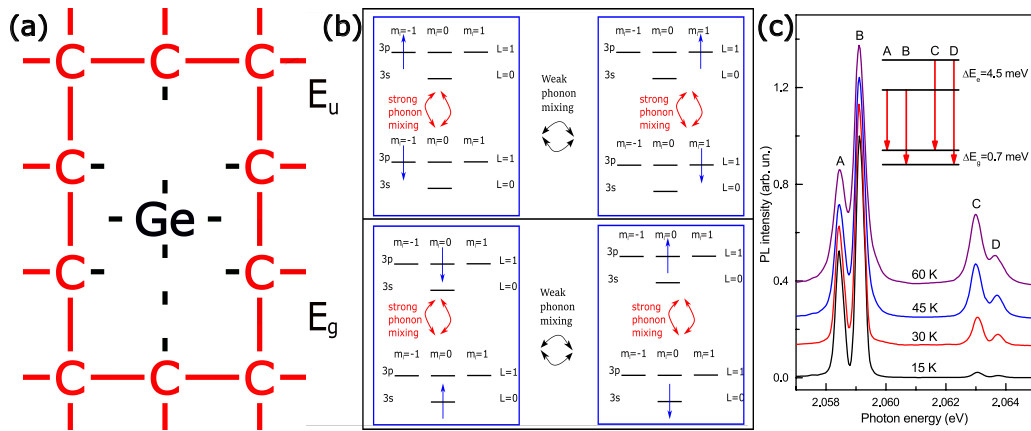 (a)
C C C
C C
Ge
C C
C C C
E_u
E_g
(b)
mₗ=-1 mₗ=0 mₗ=1
3p L=1
3s L=0
strong
phonon
mixing
mₗ=-1 mₗ=0 mₗ=1
3p L=1
3s L=0
Weak
phonon
mixing
mₗ=-1 mₗ=0 mₗ=1
3p L=1
3s L=0
strong
phonon
mixing
mₗ=-1 mₗ=0 mₗ=1
3p L=1
3s L=0
mₗ=-1 mₗ=0 mₗ=1
3p L=1
3s L=0
strong
phonon
mixing
mₗ=-1 mₗ=0 mₗ=1
3p L=1
3s L=0
Weak
phonon
mixing
mₗ=-1 mₗ=0 mₗ=1
3p L=1
3s L=0
strong
phonon
mixing
mₗ=-1 mₗ=0 mₗ=1
3p L=1
3s L=0
(c)
PL intensity (arb. un.)
1.2
0.8
0.4
0.0
A
B
C
D
A B C D
ΔE_e=4.5 meV
ΔE_g=0.7 meV
60 K
45 K
30 K
15 K
2,058 2,060 2,062 2,064
Photon energy (eV)